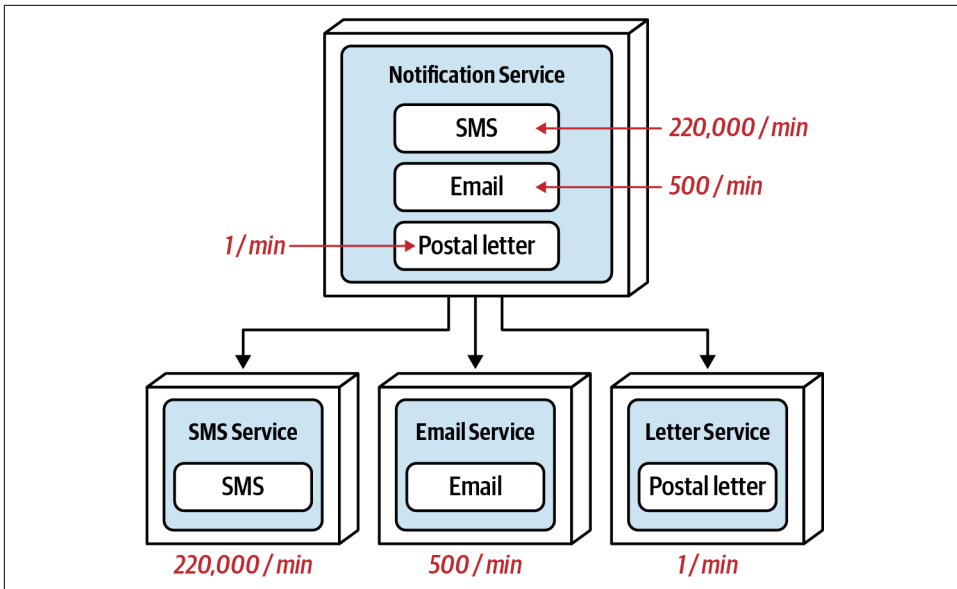 Notification Service
SMS
220,000 / min
Email
500 / min
1 / min
Postal letter
SMS Service
Email Service
Letter Service
SMS
Email
Postal letter
220,000 / min
500 / min
1 / min